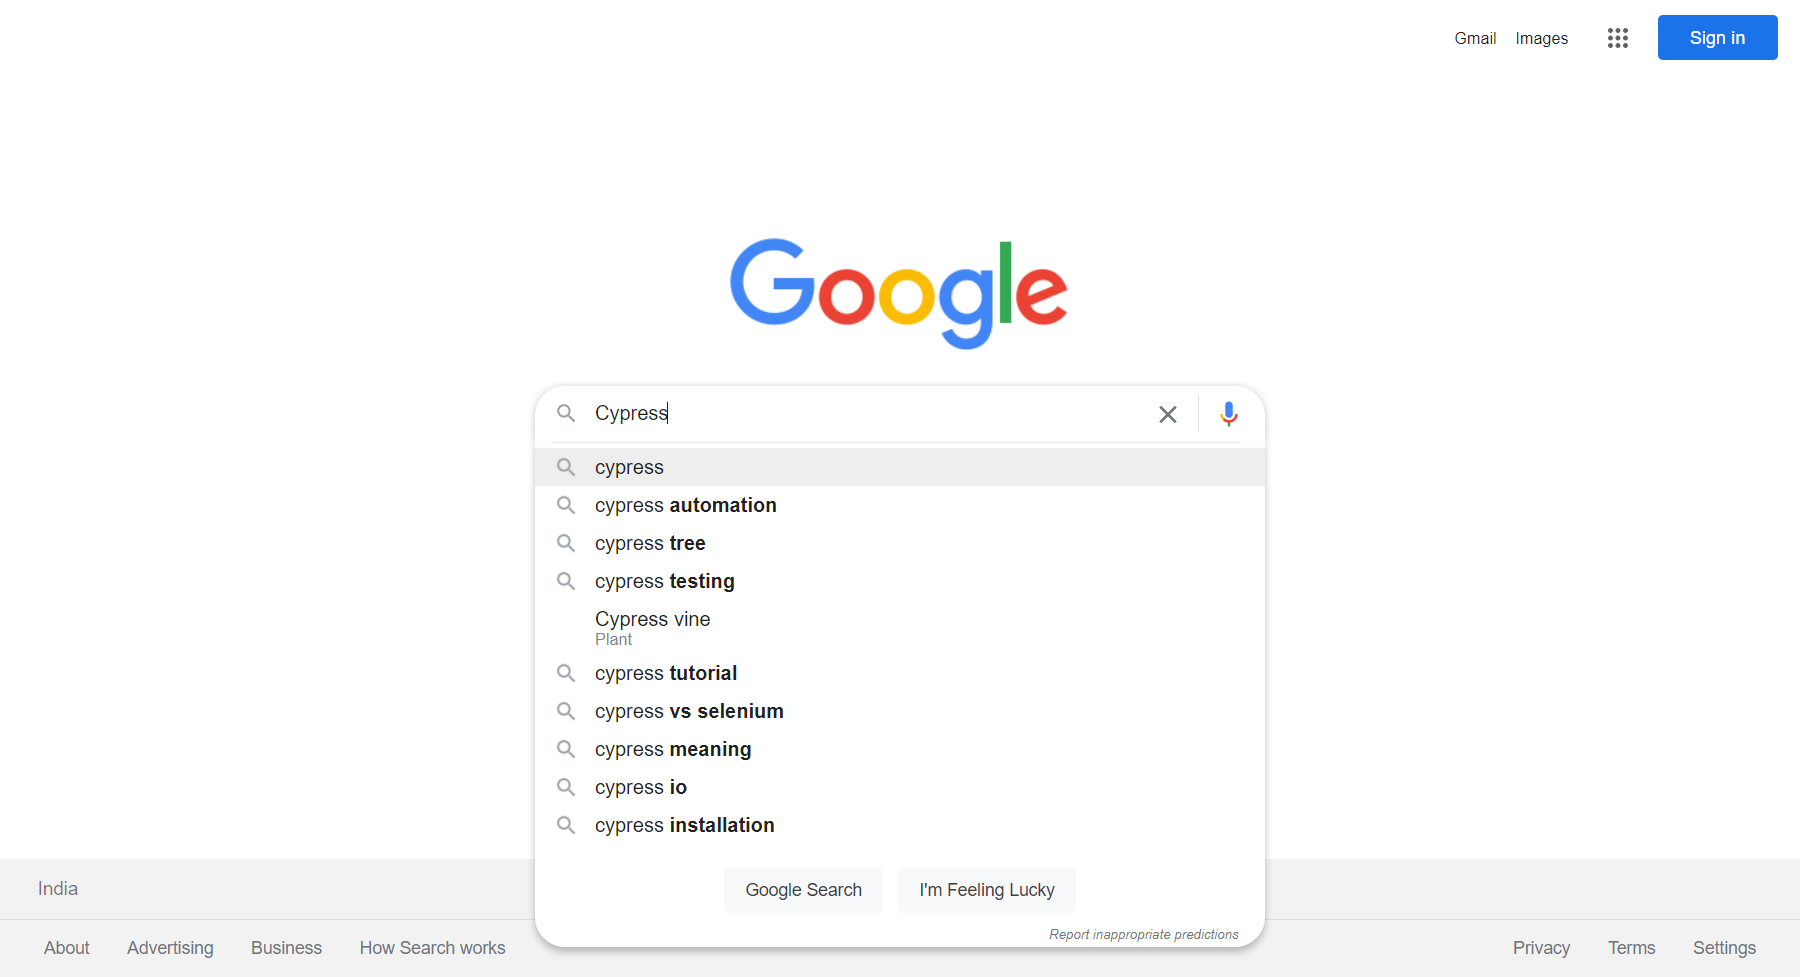 Gmail Images Sign in
Google
Cypress
cypress
cypress automation
cypress tree
cypress testing
Cypress vine
Plant
cypress tutorial
cypress vs selenium
cypress meaning
cypress io
cypress installation
Google Search I'm Feeling Lucky
Report inappropriate predictions
India
About Advertising Business How Search works Privacy Terms Settings